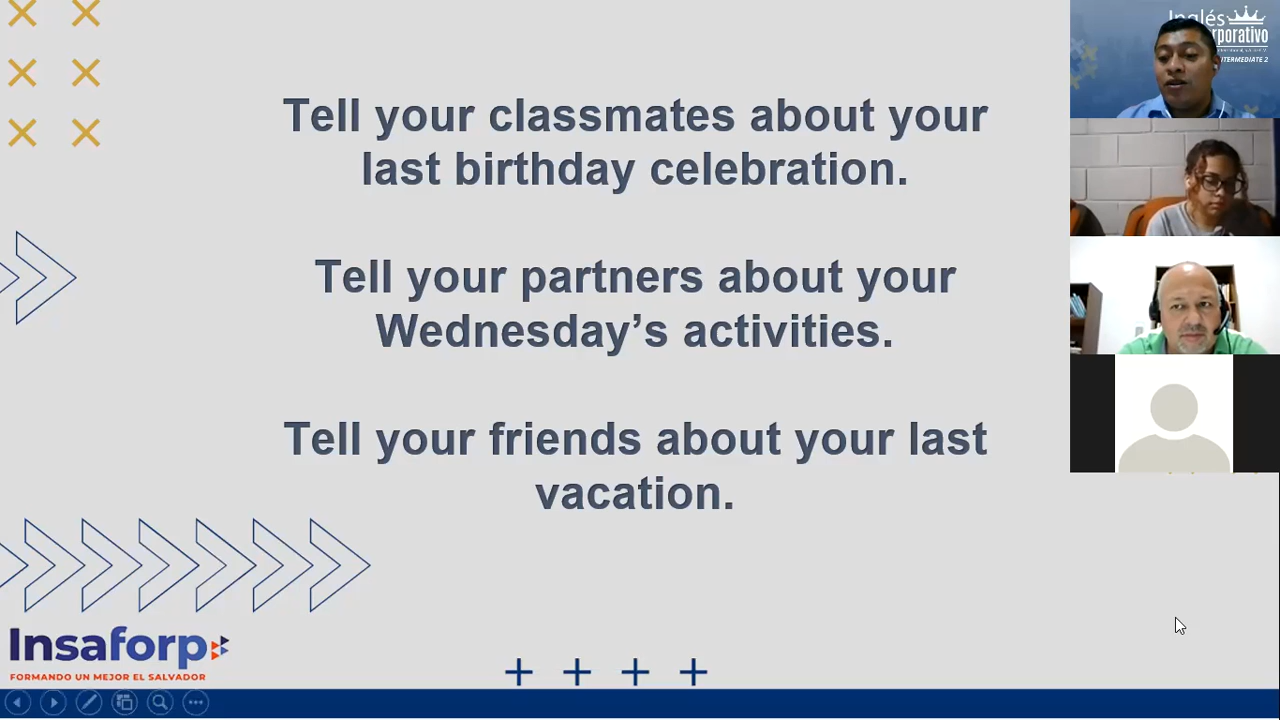 Tell your classmates about your
last birthday celebration.
Tell your partners about your
Wednesday’s activities.
Tell your friends about your last
vacation.
Insaforp
FORMANDO UN MEJOR EL SALVADOR
Inglés
INTERMEDIATE 2